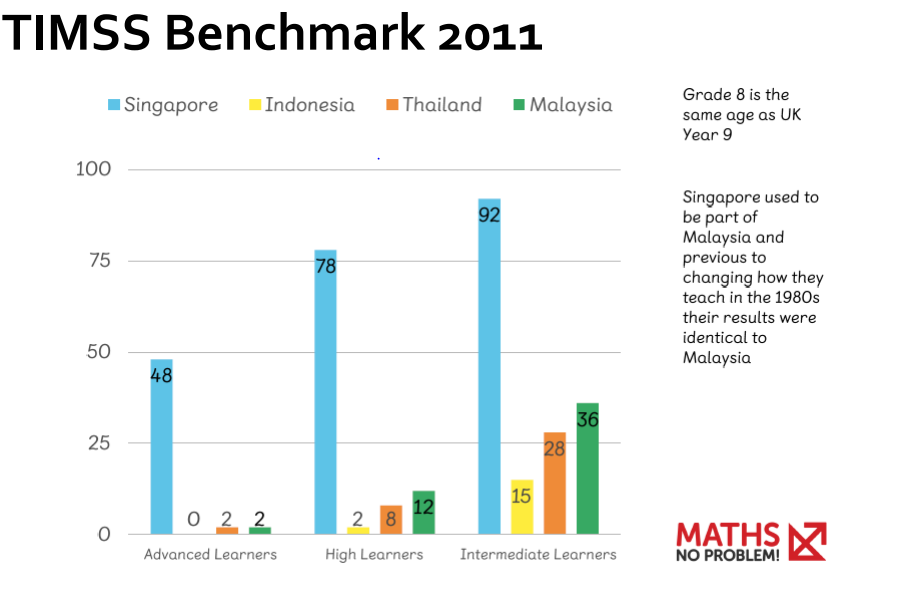 TIMSS Benchmark 2011
Singapore Indonesia Thailand Malaysia
Grade 8 is the
same age as UK
Year 9
Singapore used to
be part of
Malaysia and
previous to
changing how they
teach in the 1980s
their results were
identical to
Malaysia
100
75
50
25
0
48
0
2
2
78
2
8
12
92
15
28
36
Advanced Learners
High Learners
Intermediate Learners
MATHS
NO PROBLEM!